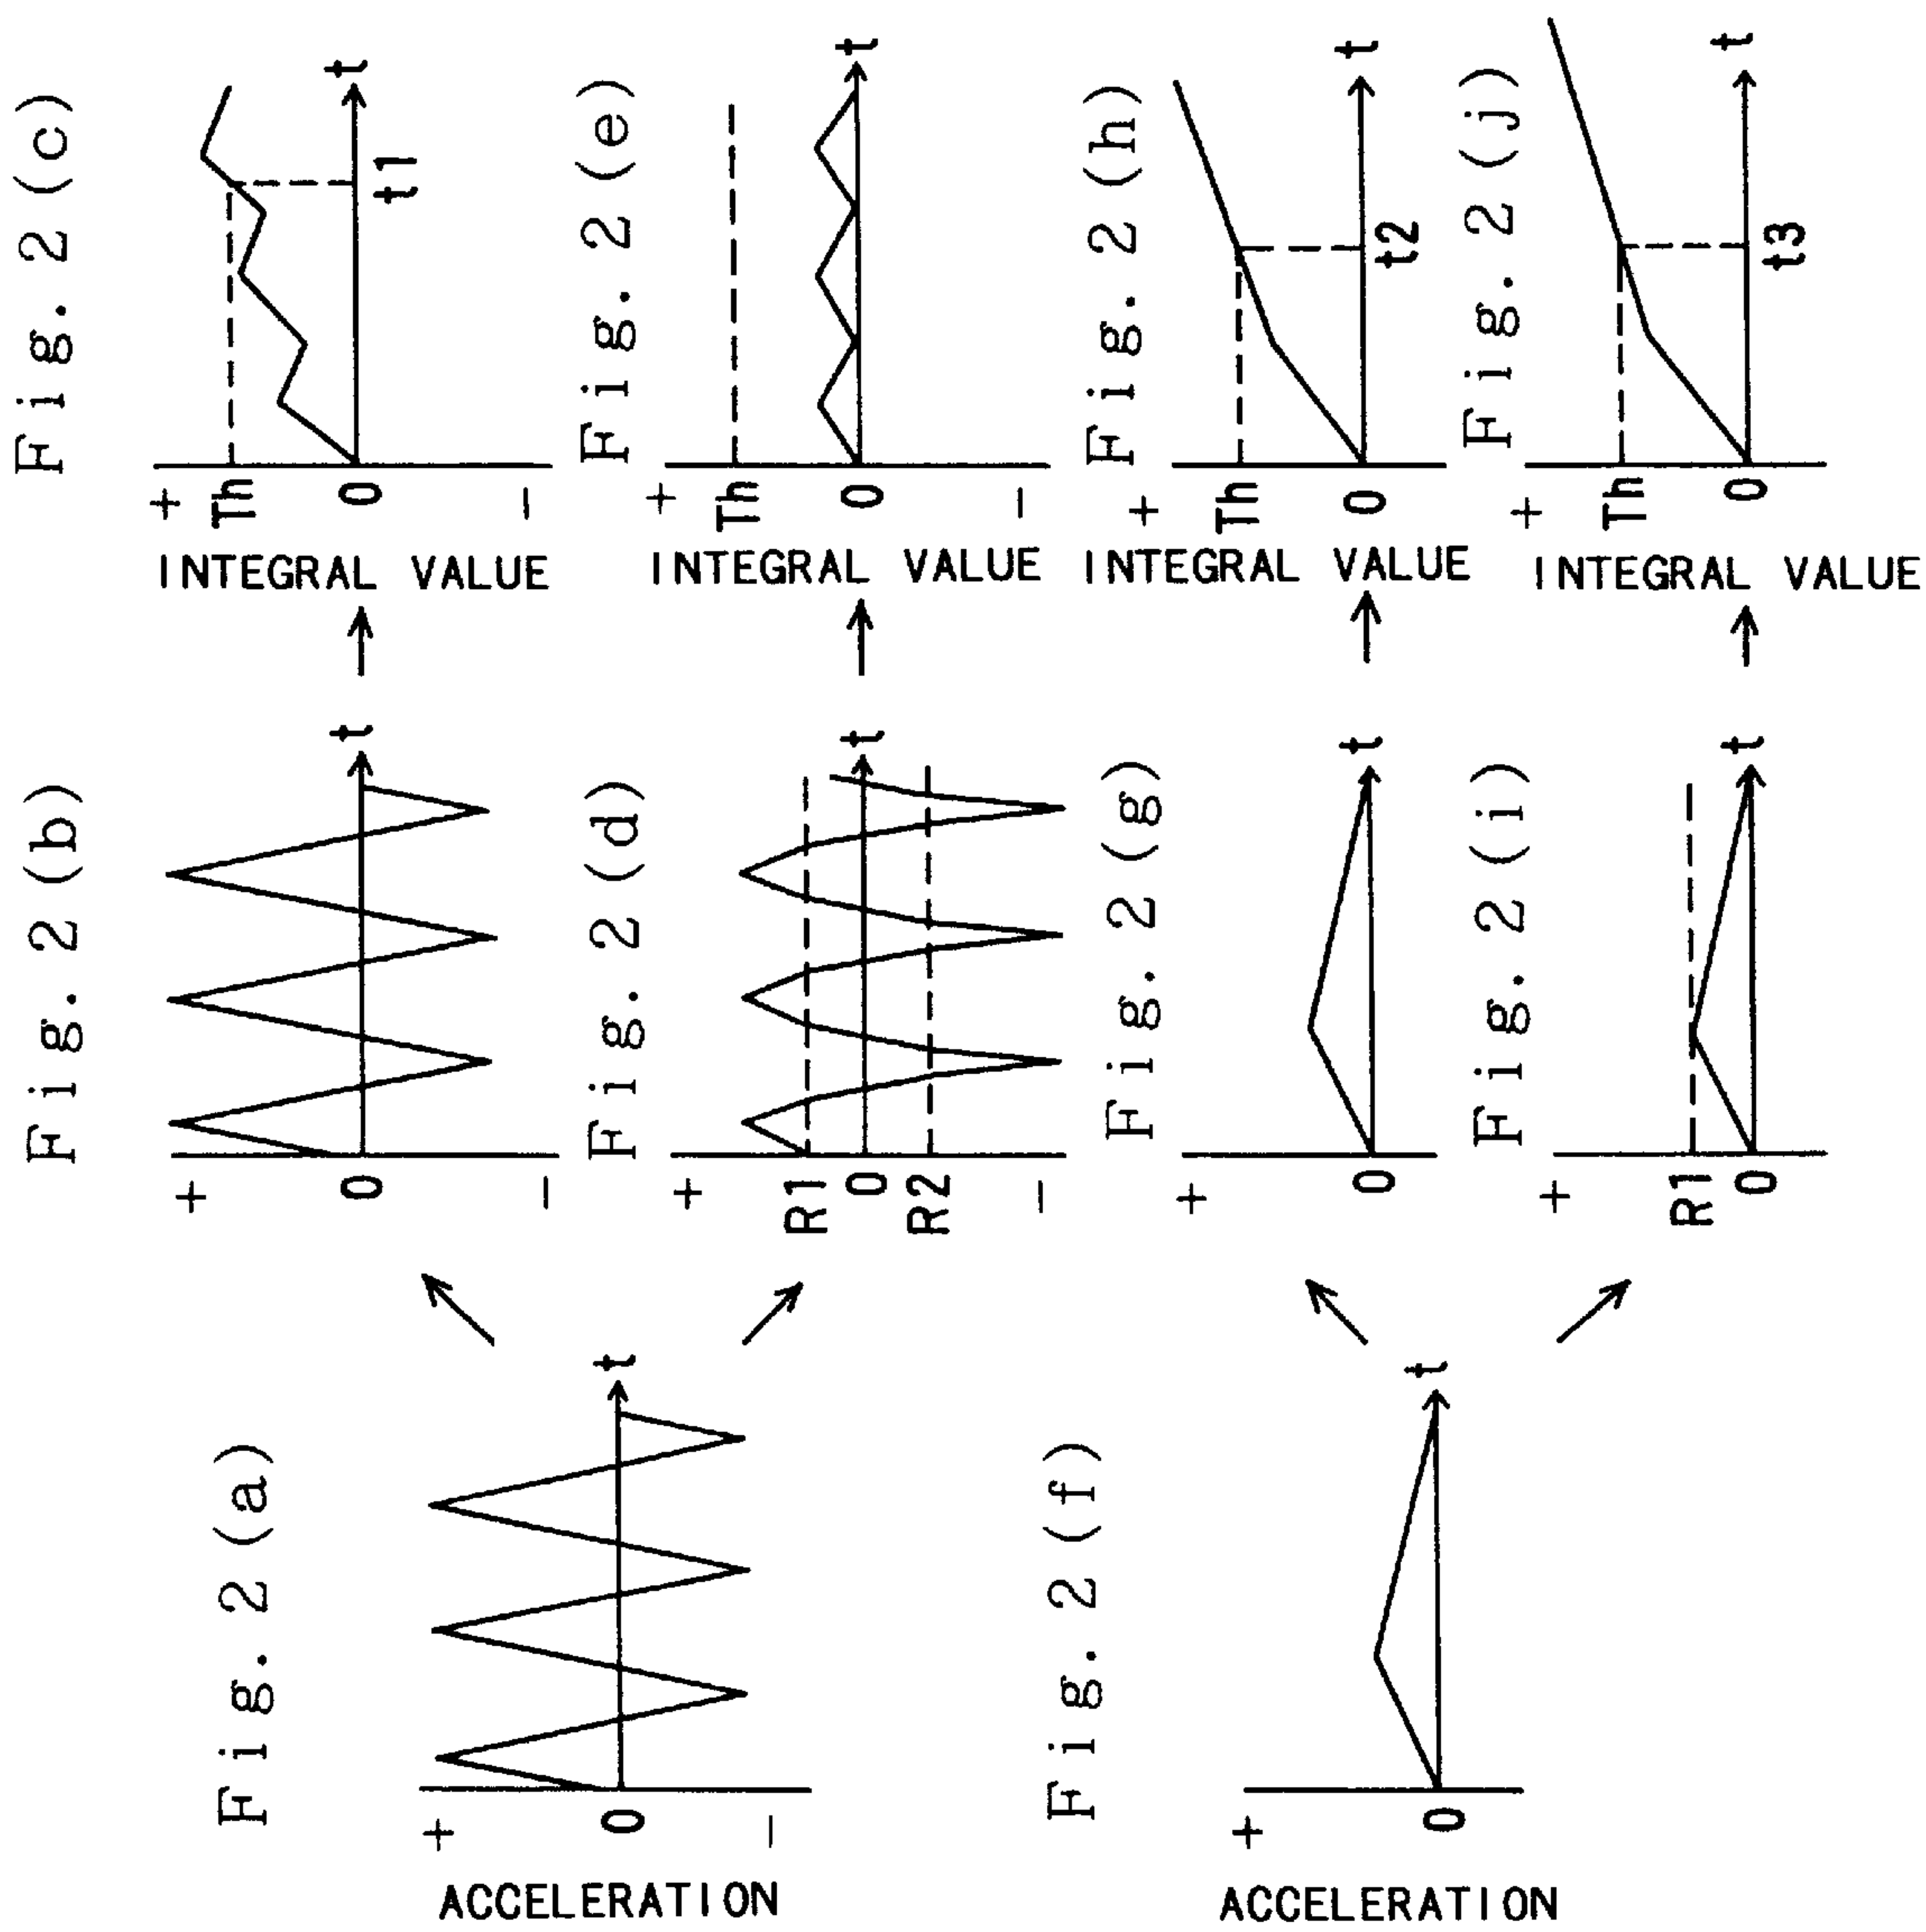 Fig. 2 (a)
ACCELERATION
+
0
-
t
Fig. 2 (b)
+
0
-
t
Fig. 2 (c)
INTEGRAL VALUE
+
Th
0
-
t1
t
Fig. 2 (d)
+
R1
0
R2
-
t
Fig. 2 (e)
INTEGRAL VALUE
+
Th
0
-
t
Fig. 2 (f)
ACCELERATION
+
0
t
Fig. 2 (g)
+
0
t
Fig. 2 (h)
INTEGRAL VALUE
+
Th
0
t2
t
Fig. 2 (i)
+
R1
0
t
Fig. 2 (j)
INTEGRAL VALUE
+
Th
0
t3
t